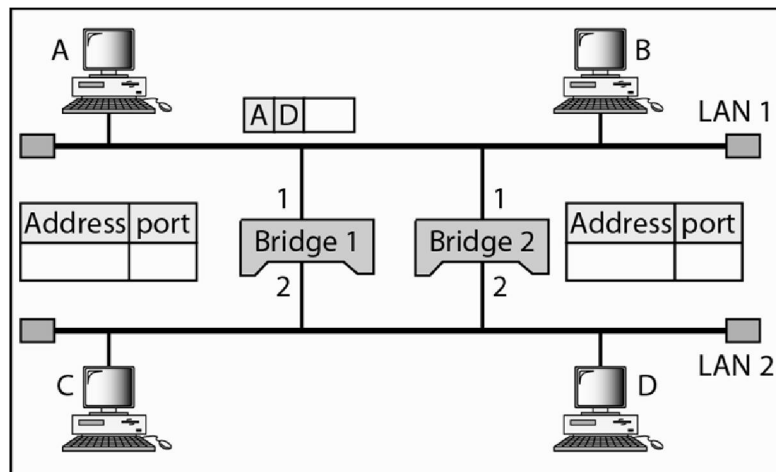 A
B
A D
LAN 1
1
1
Address port
Bridge 1
Bridge 2
Address port
2
2
C
D
LAN 2